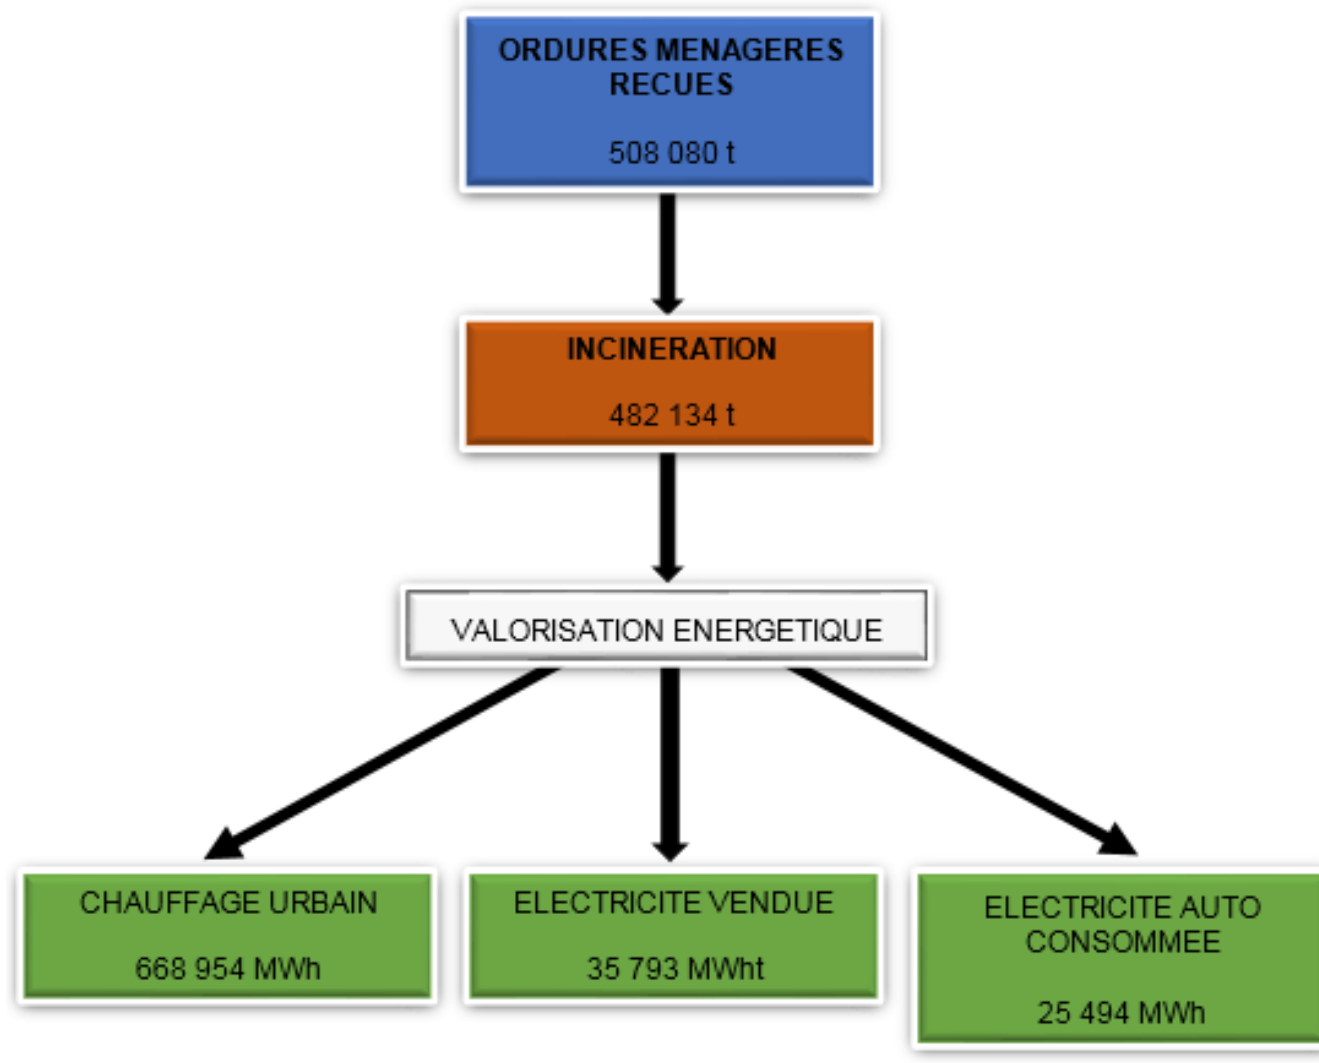 ORDURES MENAGERES
RECUES
508 080 t
INCINERATION
482 134 t
VALORISATION ENERGETIQUE
CHAUFFAGE URBAIN
668 954 MWh
ELECTRICITE VENDUE
35 793 MWht
ELECTRICITE AUTO
CONSOMMEE
25 494 MWh